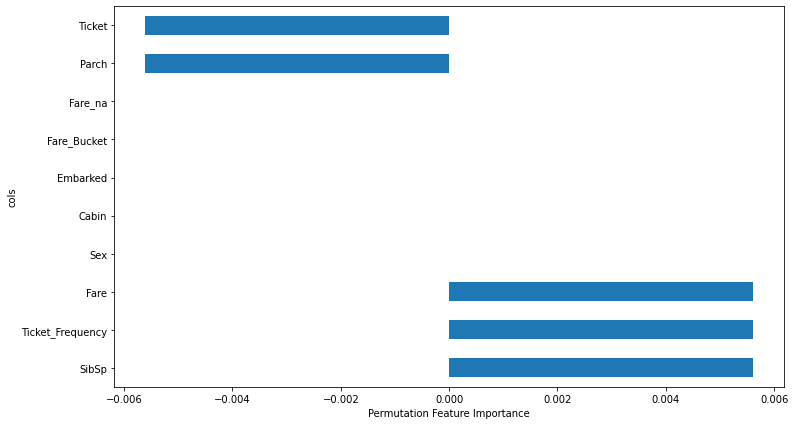 Ticket
Parch
Fare_na
Fare_Bucket
Embarked
Cabin
Sex
Fare
Ticket_Frequency
SibSp
cols
−0.006 −0.004 −0.002 0.000 0.002 0.004 0.006
Permutation Feature Importance